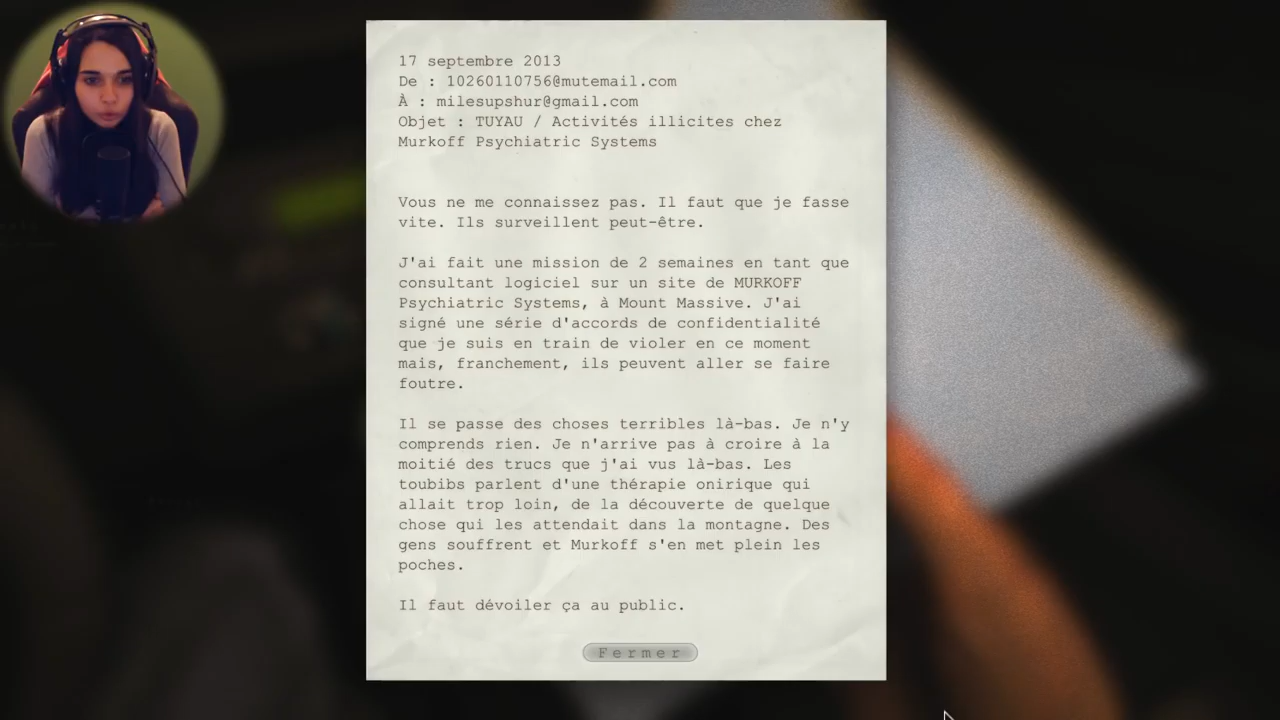 17 septembre 2013
De : 10260110756@mutemail.com
À : milesupshur@gmail.com
Objet : TUYAU / Activités illicites chez
Murkoff Psychiatric Systems
Vous ne me connaissez pas. Il faut que je fasse
vite. Ils surveillent peut-être.
J'ai fait une mission de 2 semaines en tant que
consultant logiciel sur un site de MURKOFF
Psychiatric Systems, à Mount Massive. J'ai
signé une série d'accords de confidentialité
que je suis en train de violer en ce moment
mais, franchement, ils peuvent aller se faire
foutre.
Il se passe des choses terribles là-bas. Je n'y
comprends rien. Je n'arrive pas à croire à la
moitié des trucs que j'ai vus là-bas. Les
toubibs parlent d'une thérapie onirique qui
allait trop loin, de la découverte de quelque
chose qui les attendait dans la montagne. Des
gens souffrent et Murkoff s'en met plein les
poches.
Il faut dévoiler ça au public.
Fermer